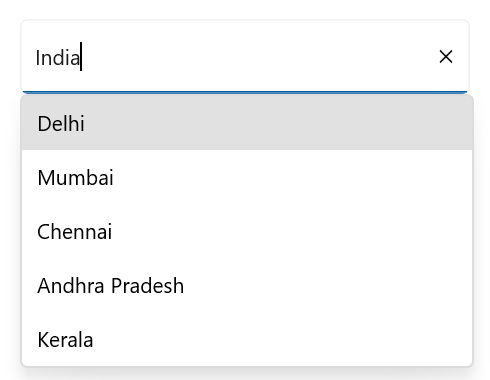 India
Delhi
Mumbai
Chennai
Andhra Pradesh
Kerala